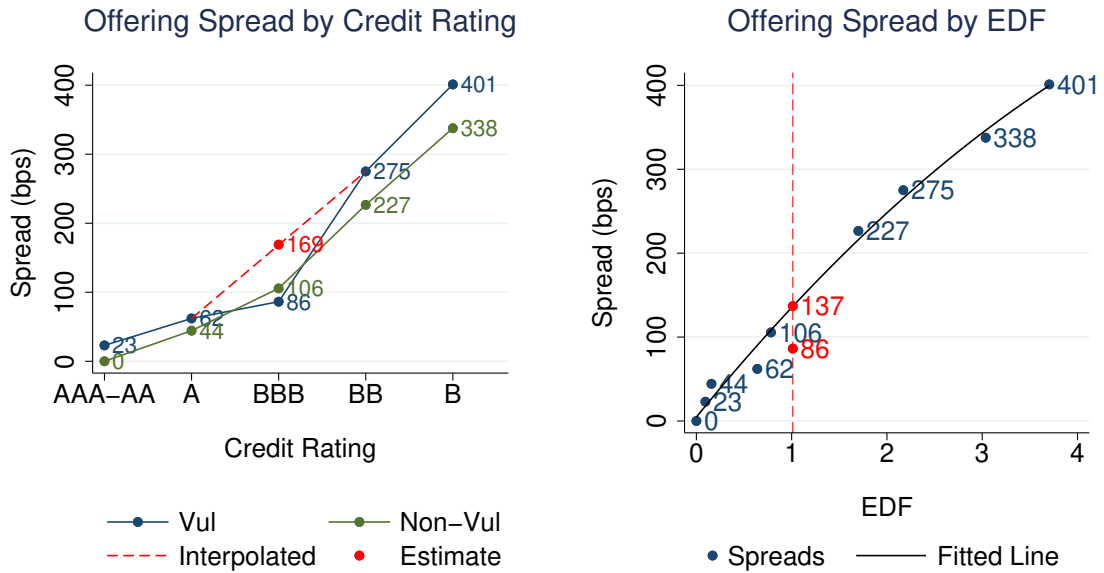 Offering Spread by Credit Rating
Spread (bps)
400
300
200
100
0
401
338
275
227
169
106
86
62
44
23
0
AAA−AA A BBB BB B
Credit Rating
Vul Non−Vul
Interpolated Estimate
Offering Spread by EDF
Spread (bps)
400
300
200
100
0
401
338
275
227
137
106
86
62
44
23
0
0 1 2 3 4
EDF
Spreads Fitted Line